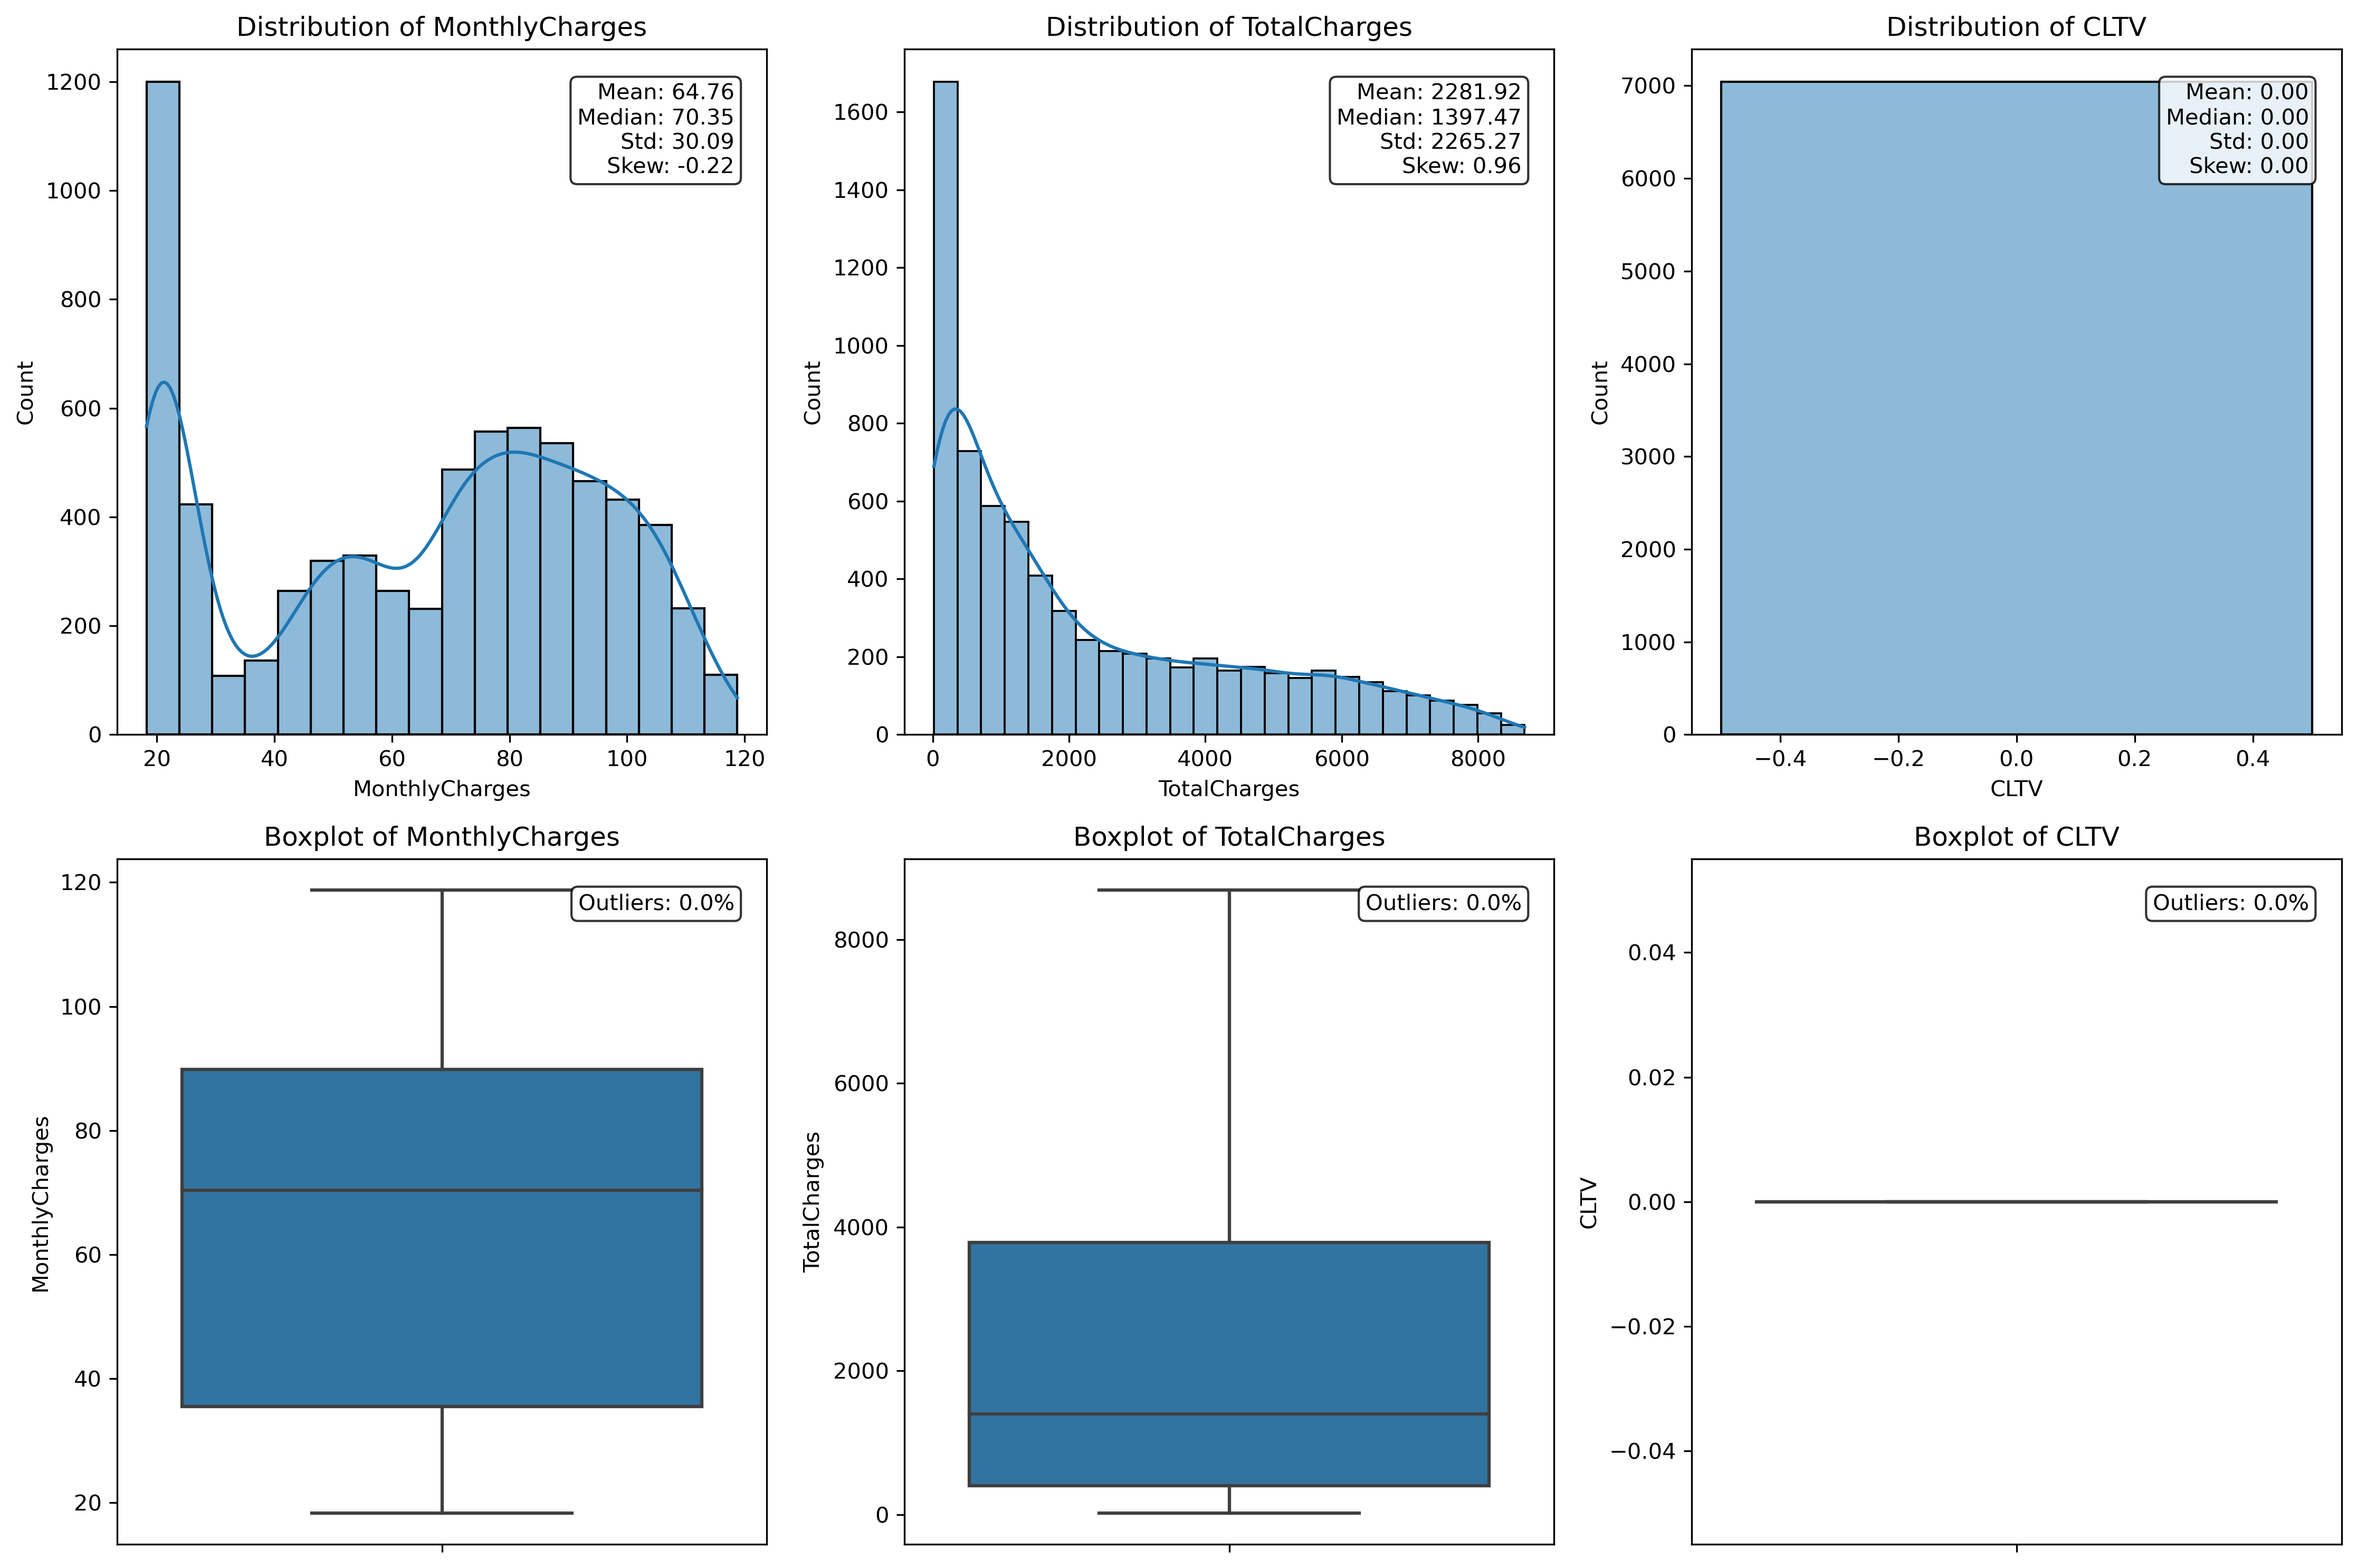 Distribution of MonthlyCharges
Distribution of TotalCharges
Distribution of CLTV
Count
1200
1000
800
600
400
200
0
Mean: 64.76
Median: 70.35
Std: 30.09
Skew: -0.22
20 40 60 80 100 120
MonthlyCharges
Count
1600
1400
1200
1000
800
600
400
200
0
Mean: 2281.92
Median: 1397.47
Std: 2265.27
Skew: 0.96
0 2000 4000 6000 8000
TotalCharges
Count
7000
6000
5000
4000
3000
2000
1000
0
Mean: 0.00
Median: 0.00
Std: 0.00
Skew: 0.00
−0.4 −0.2 0.0 0.2 0.4
CLTV
Boxplot of MonthlyCharges
Boxplot of TotalCharges
Boxplot of CLTV
MonthlyCharges
120
100
80
60
40
20
Outliers: 0.0%
TotalCharges
8000
6000
4000
2000
0
Outliers: 0.0%
CLTV
0.04
0.02
0.00
−0.02
−0.04
Outliers: 0.0%